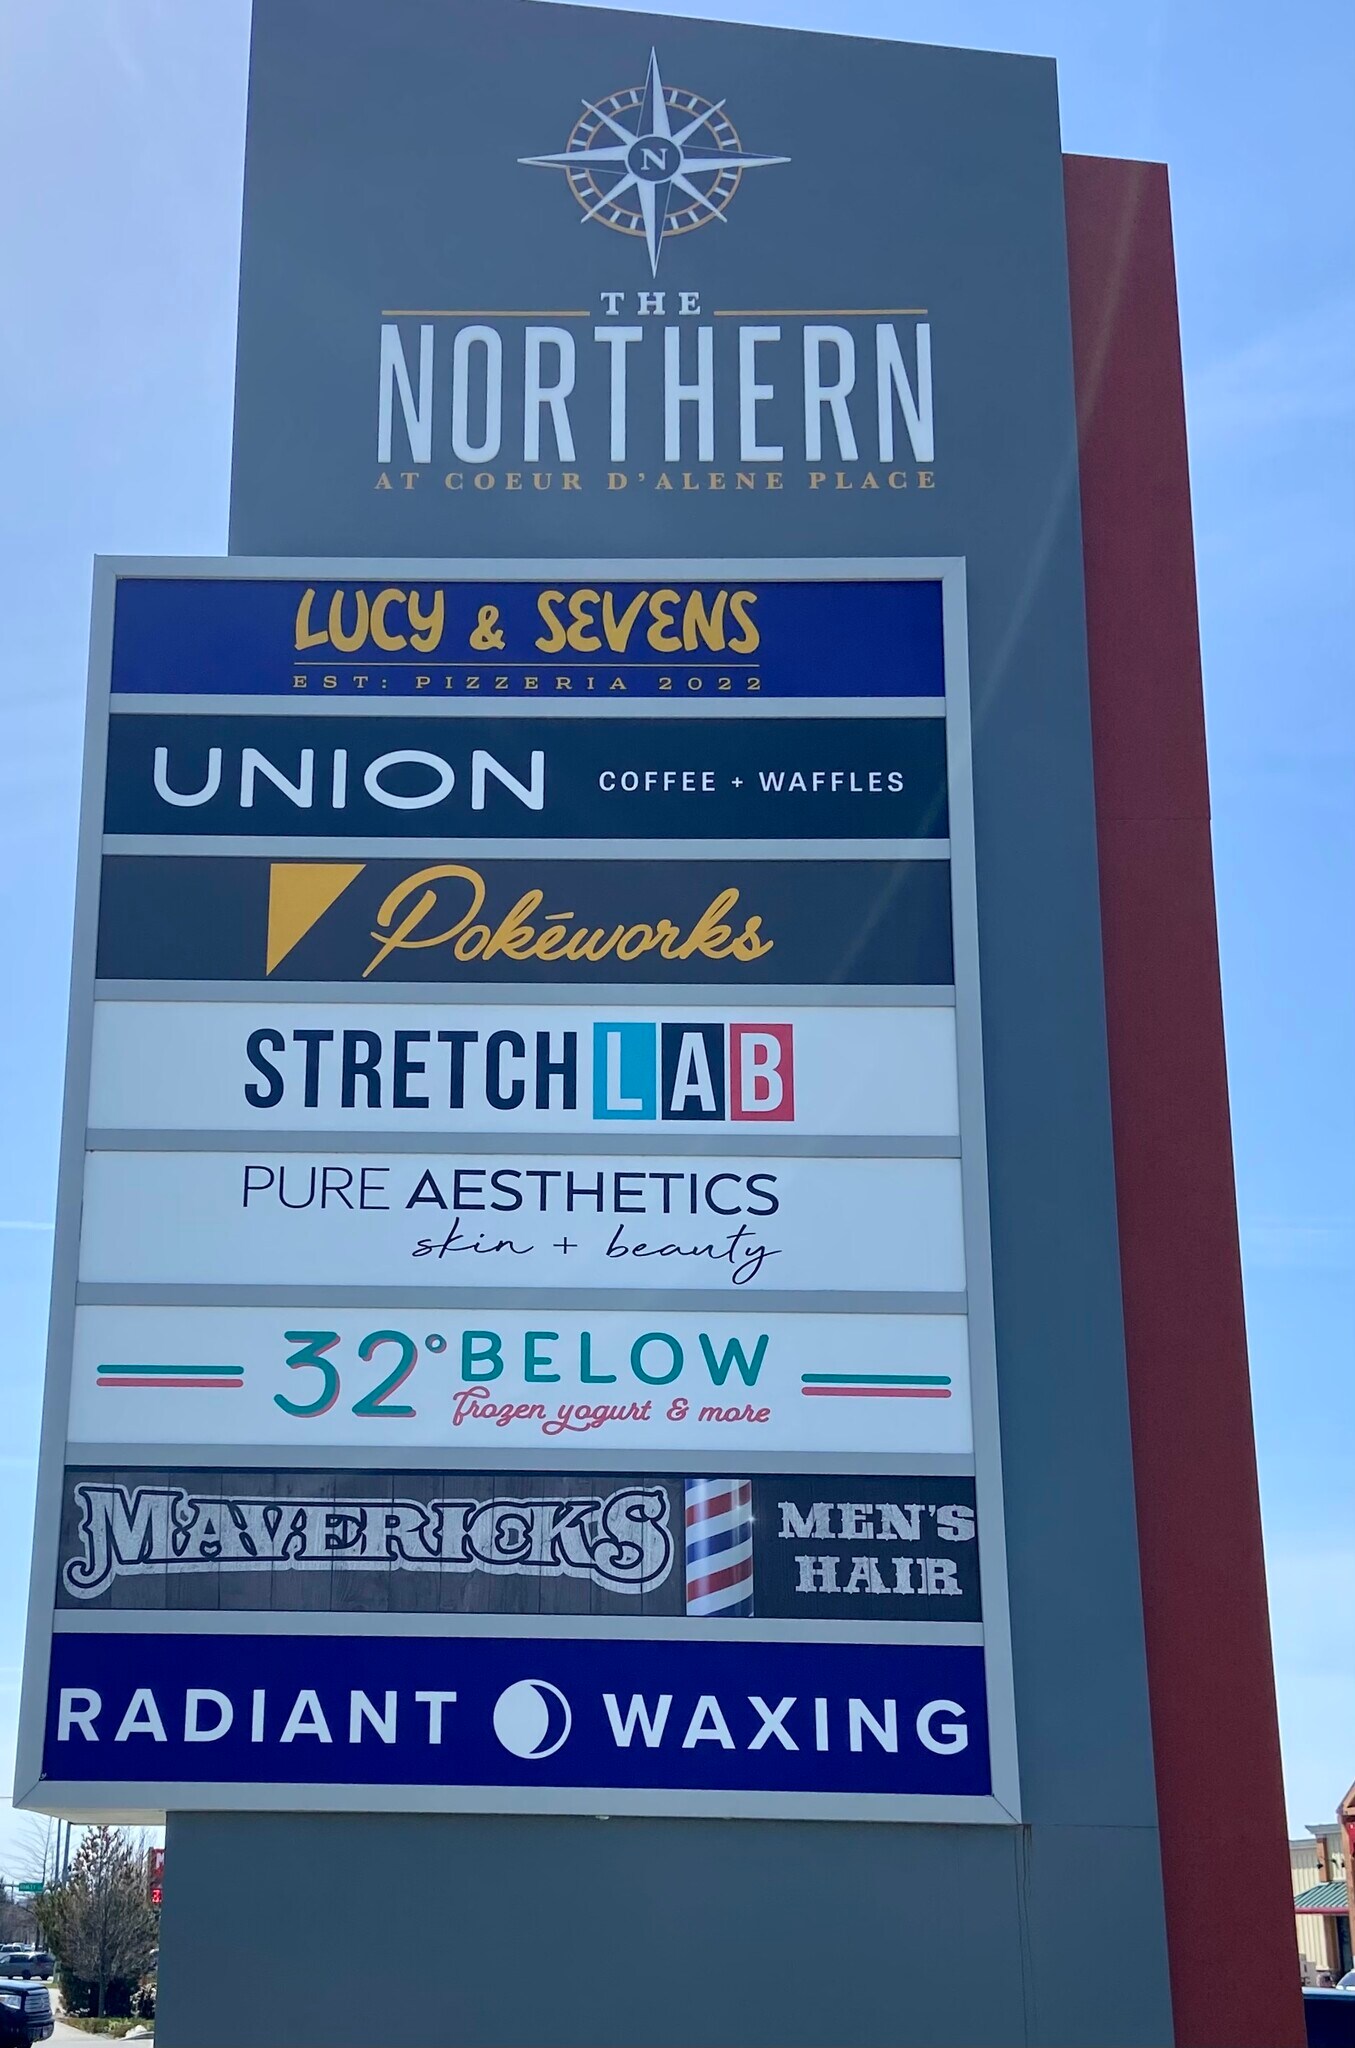 N
THE
NORTHERN
AT COEUR D'ALENE PLACE
LUCY & SEVENS
EST: PIZZERIA 2022
UNION COFFEE + WAFFLES
Pokéworks
STRETCHLAB
PURE AESTHETICS
skin + beauty
32° BELOW
frozen yogurt & more
MAVERICKS MEN'S
HAIR
RADIANT WAXING